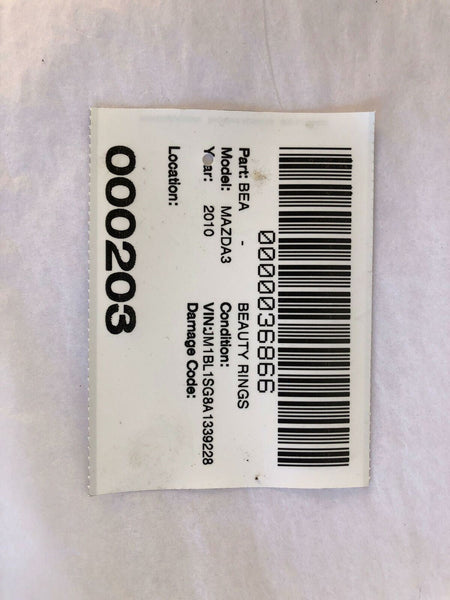 0000036866
Part: BEA - BEAUTY RINGS
Model: MAZDA3 Condition:
Year: 2010 VIN:JM1BL1SG8A1339228
Damage Code:
Location:
000203